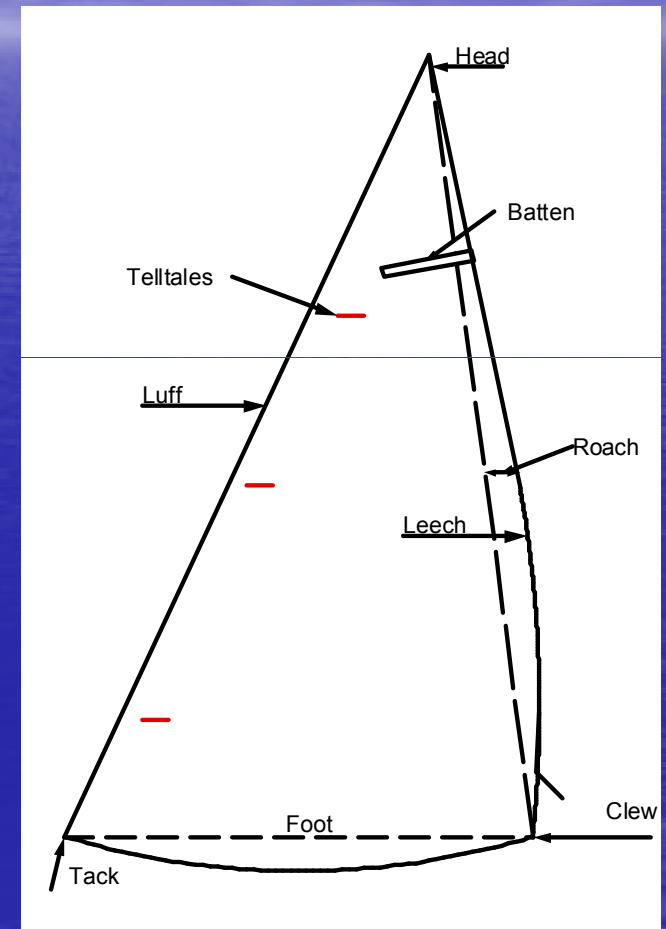 Head
Batten
Telltales
Luff
Roach
Leech
Clew
Foot
Tack